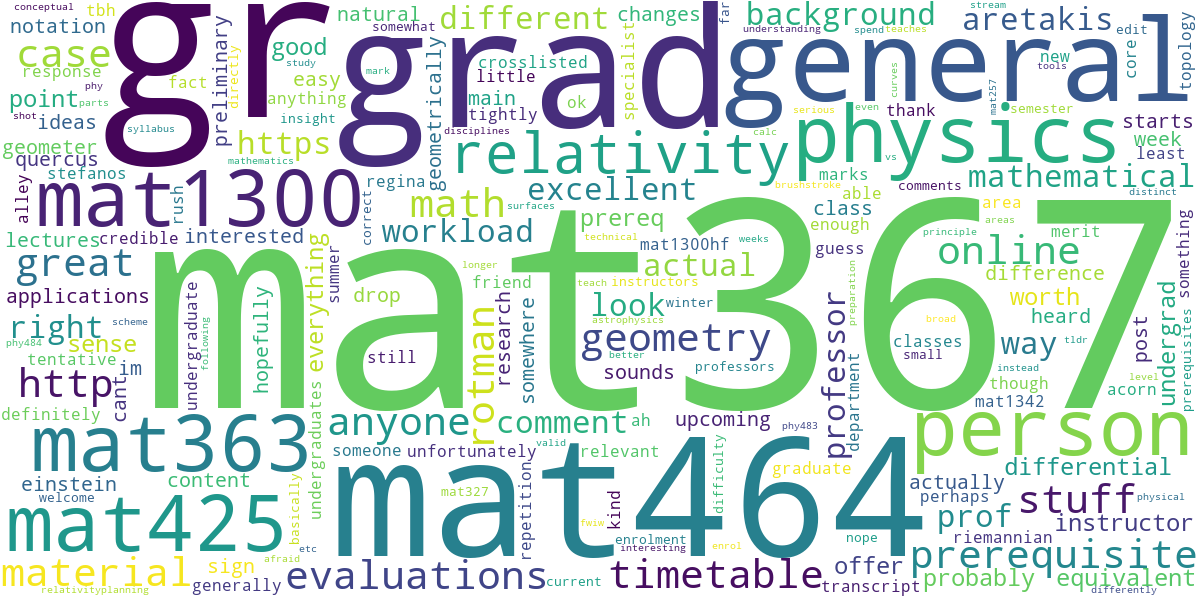 conceptual
tbh
notation
case
response
phy
parts
point
shot
ideas
geometer
quercus
stefanos
alley
rush
preliminary
directly
fact
syllabus
mathematics
https
gr
good
study
easy
anything
insight
natural
mark
somewhat
changes
geometrically
grad
different
crosslisted
little
main
ok
tightly
disciplines
specialist
far
general
background
understanding
spend
stream
teaches
aretakis
edit
core
new
tools
topology
mat257
curves
semester
serious
even
calc
vs
thank
physics
starts
week
least
relativity
mat1300
regina
correct
math
excellent
surfaces
prereq
technical
mat1300hf
weeks
brushstroke
marks
able
class
enough
guess
comments
mathematical
distinct
area
areas
merit
principle
online
difference
something
lectures
credible
interested
great
applications
right
sense
http
cant
im
scheme
phy484
tentative
definitely
undergraduate
following
hopefully
everything
summer
workload
drop
longer
still
friend
rotman
research
somewhere
teach
instructors
look
actual
astrophysics
better
winter
geometry
sounds
professors
professor
preparation
department
broad
classes
small
way
worth
heard
instead
though
tldr
level
mat1342
acorn
post
undergrad
prerequisites
mat367
mat363
undergraduates
anyone
someone
unfortunately
comment
ah
valid
upcoming
relevant
phy483
person
einstein
welcome
content
mat425
basically
etc
afraid
mat464
mat327
repetition
fwiw
kind
enrolment
interesting
difficulty
enrol
graduate
nope
differential
actually
perhaps
physical
stuff
prof
instructor
riemannian
prerequisite
material
relativityplanning
sign
generally
evaluations
current
timetable
offer
transcript
probably
equivalent
differently